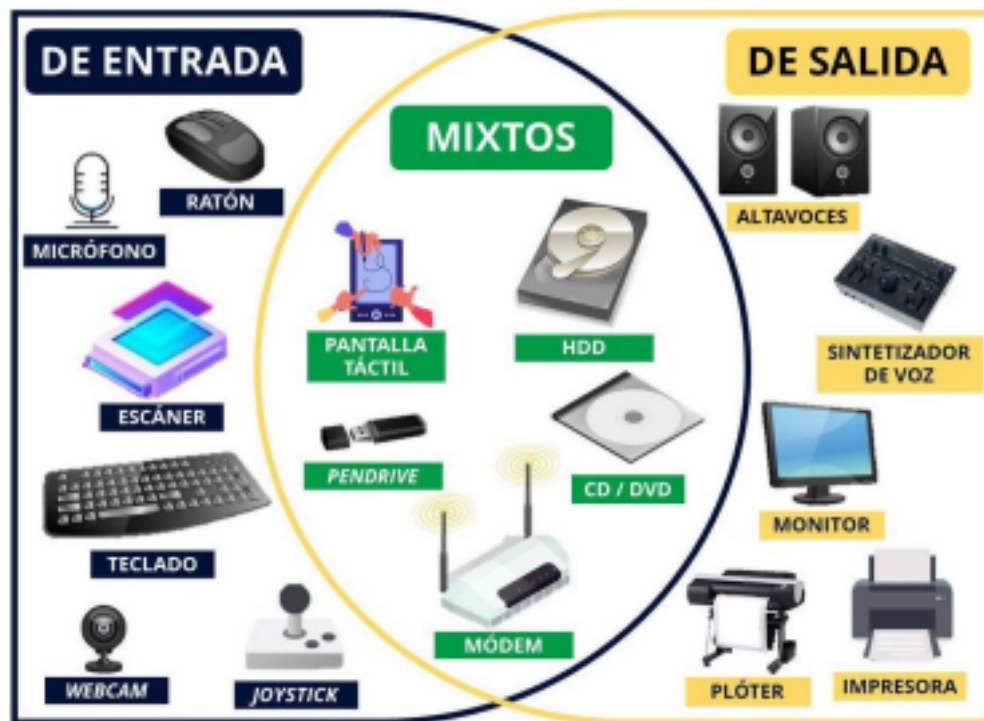 DE ENTRADA
DE SALIDA
MIXTOS
RATÓN
MICRÓFONO
ESCÁNER
TECLADO
WEBCAM
JOYSTICK
PANTALLA
TÁCTIL
HDD
PENDRIVE
CD / DVD
MÓDEM
ALTAVOCES
SINTETIZADOR
DE VOZ
MONITOR
PLÓTER
IMPRESORA